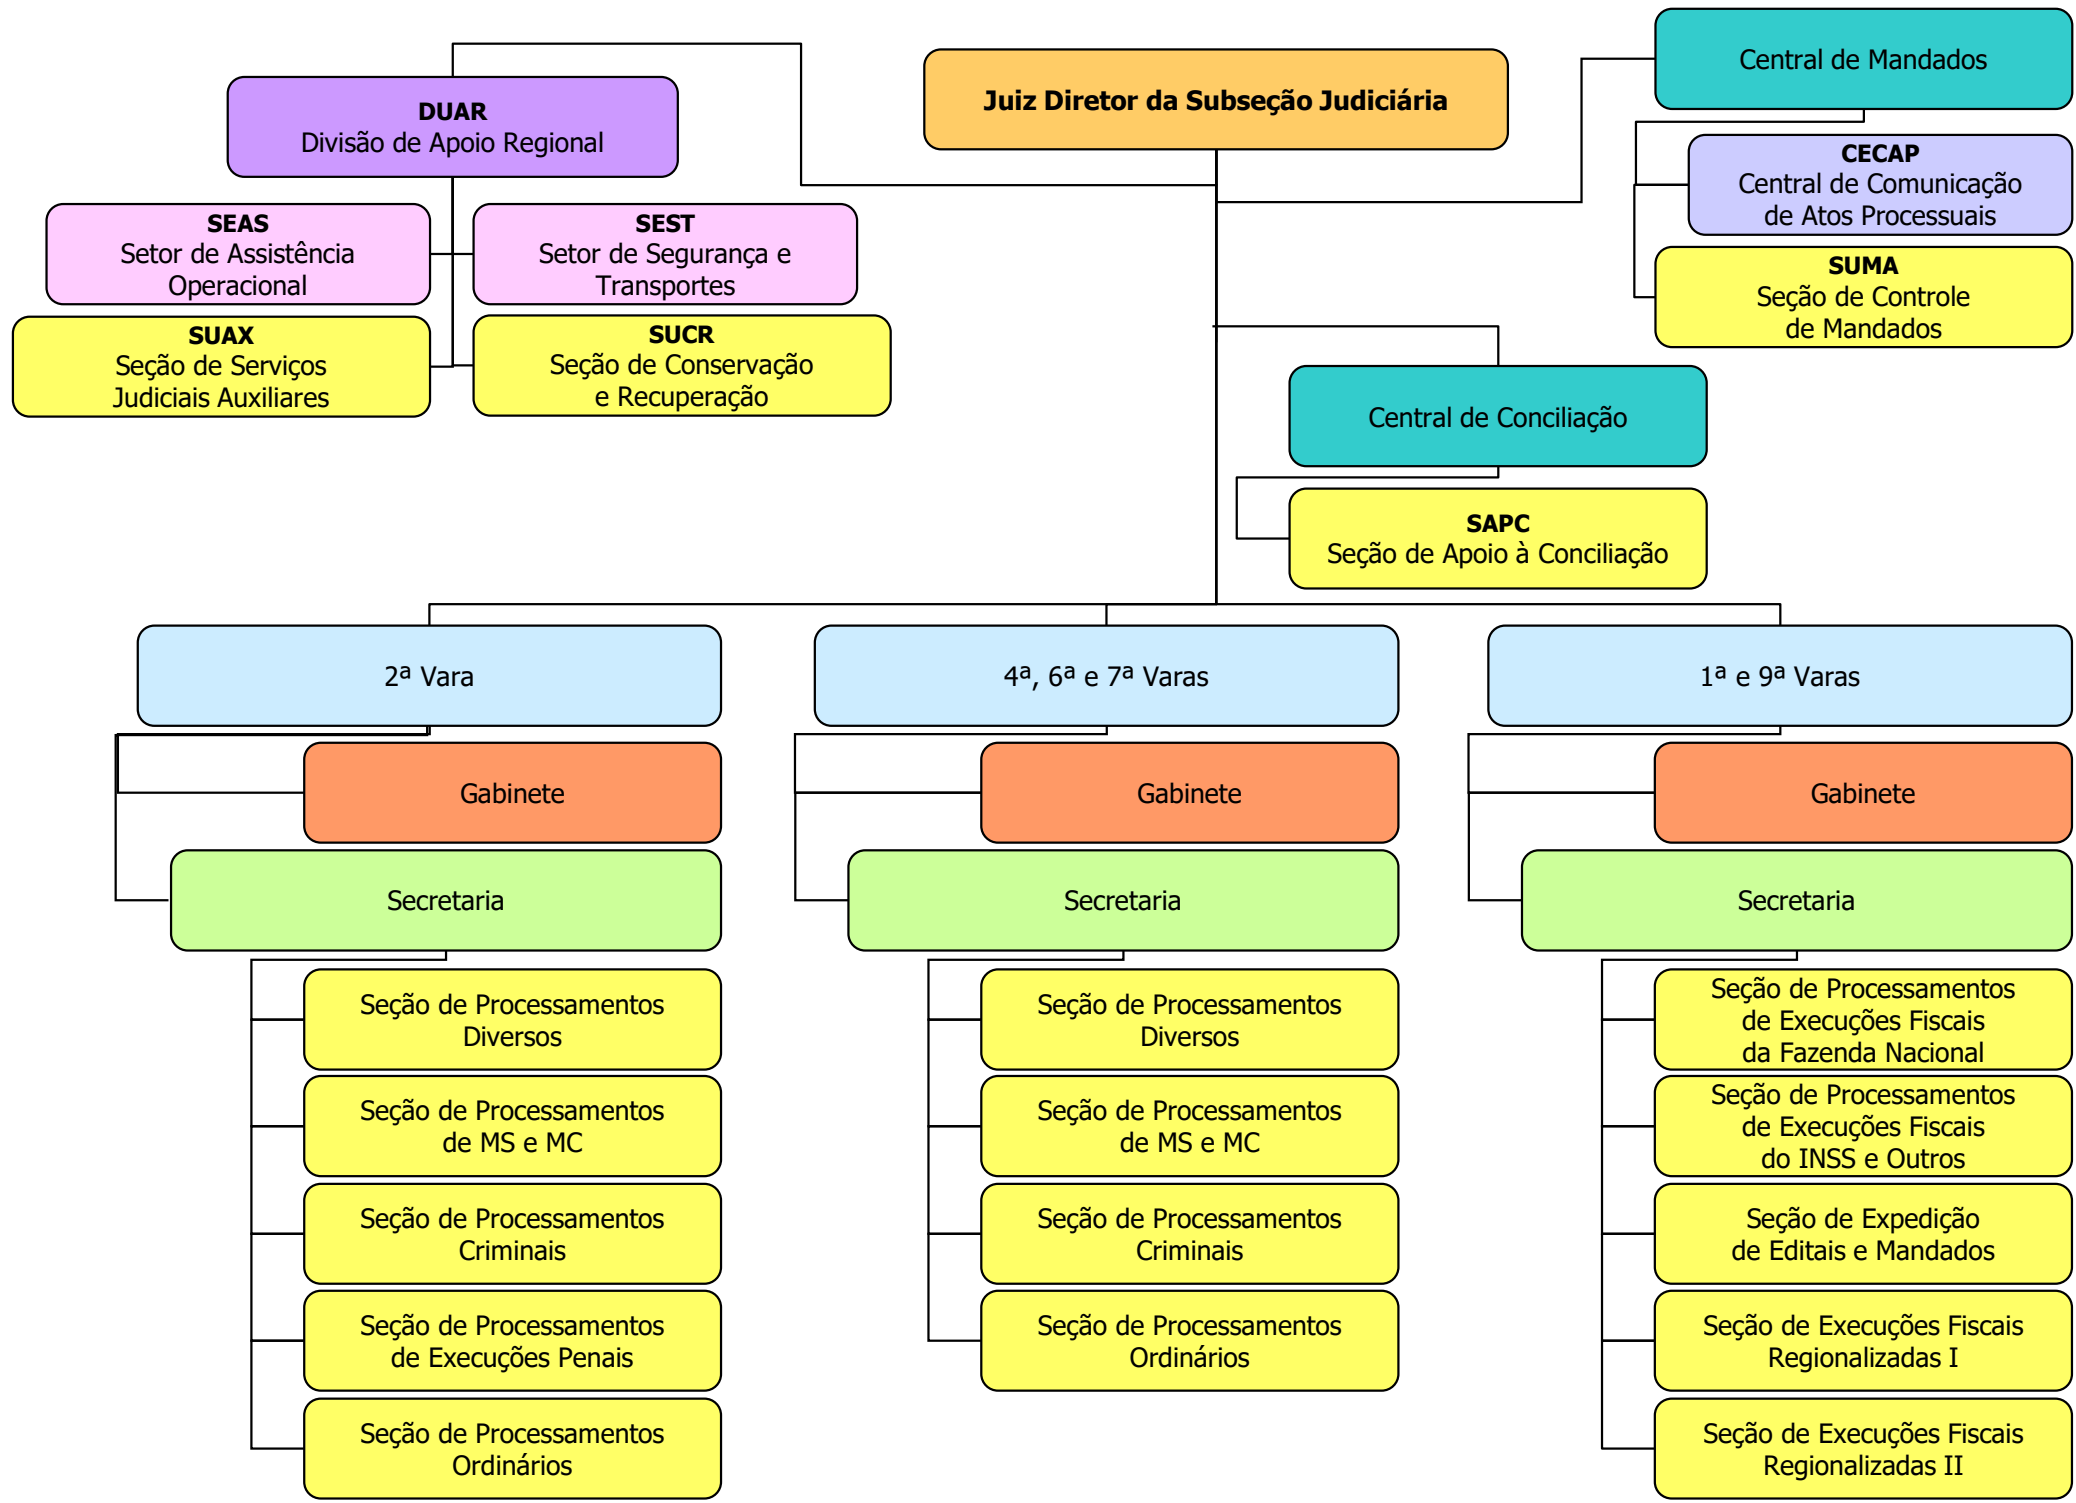 Juiz Diretor da Subseção Judiciária
DUAR
Divisão de Apoio Regional
SEAS
Setor de Assistência
Operacional
SEST
Setor de Segurança e
Transportes
SUAX
Seção de Serviços
Judiciais Auxiliares
SUCR
Seção de Conservação
e Recuperação
Central de Mandados
CECAP
Central de Comunicação
de Atos Processuais
SUMA
Seção de Controle
de Mandados
Central de Conciliação
SAPC
Seção de Apoio à Conciliação
2ª Vara
Gabinete
Secretaria
Seção de Processamentos
Diversos
Seção de Processamentos
de MS e MC
Seção de Processamentos
Criminais
Seção de Processamentos
de Execuções Penais
Seção de Processamentos
Ordinários
4ª, 6ª e 7ª Varas
Gabinete
Secretaria
Seção de Processamentos
Diversos
Seção de Processamentos
de MS e MC
Seção de Processamentos
Criminais
Seção de Processamentos
Ordinários
1ª e 9ª Varas
Gabinete
Secretaria
Seção de Processamentos
de Execuções Fiscais
da Fazenda Nacional
Seção de Processamentos
de Execuções Fiscais
do INSS e Outros
Seção de Expedição
de Editais e Mandados
Seção de Execuções Fiscais
Regionalizadas I
Seção de Execuções Fiscais
Regionalizadas II